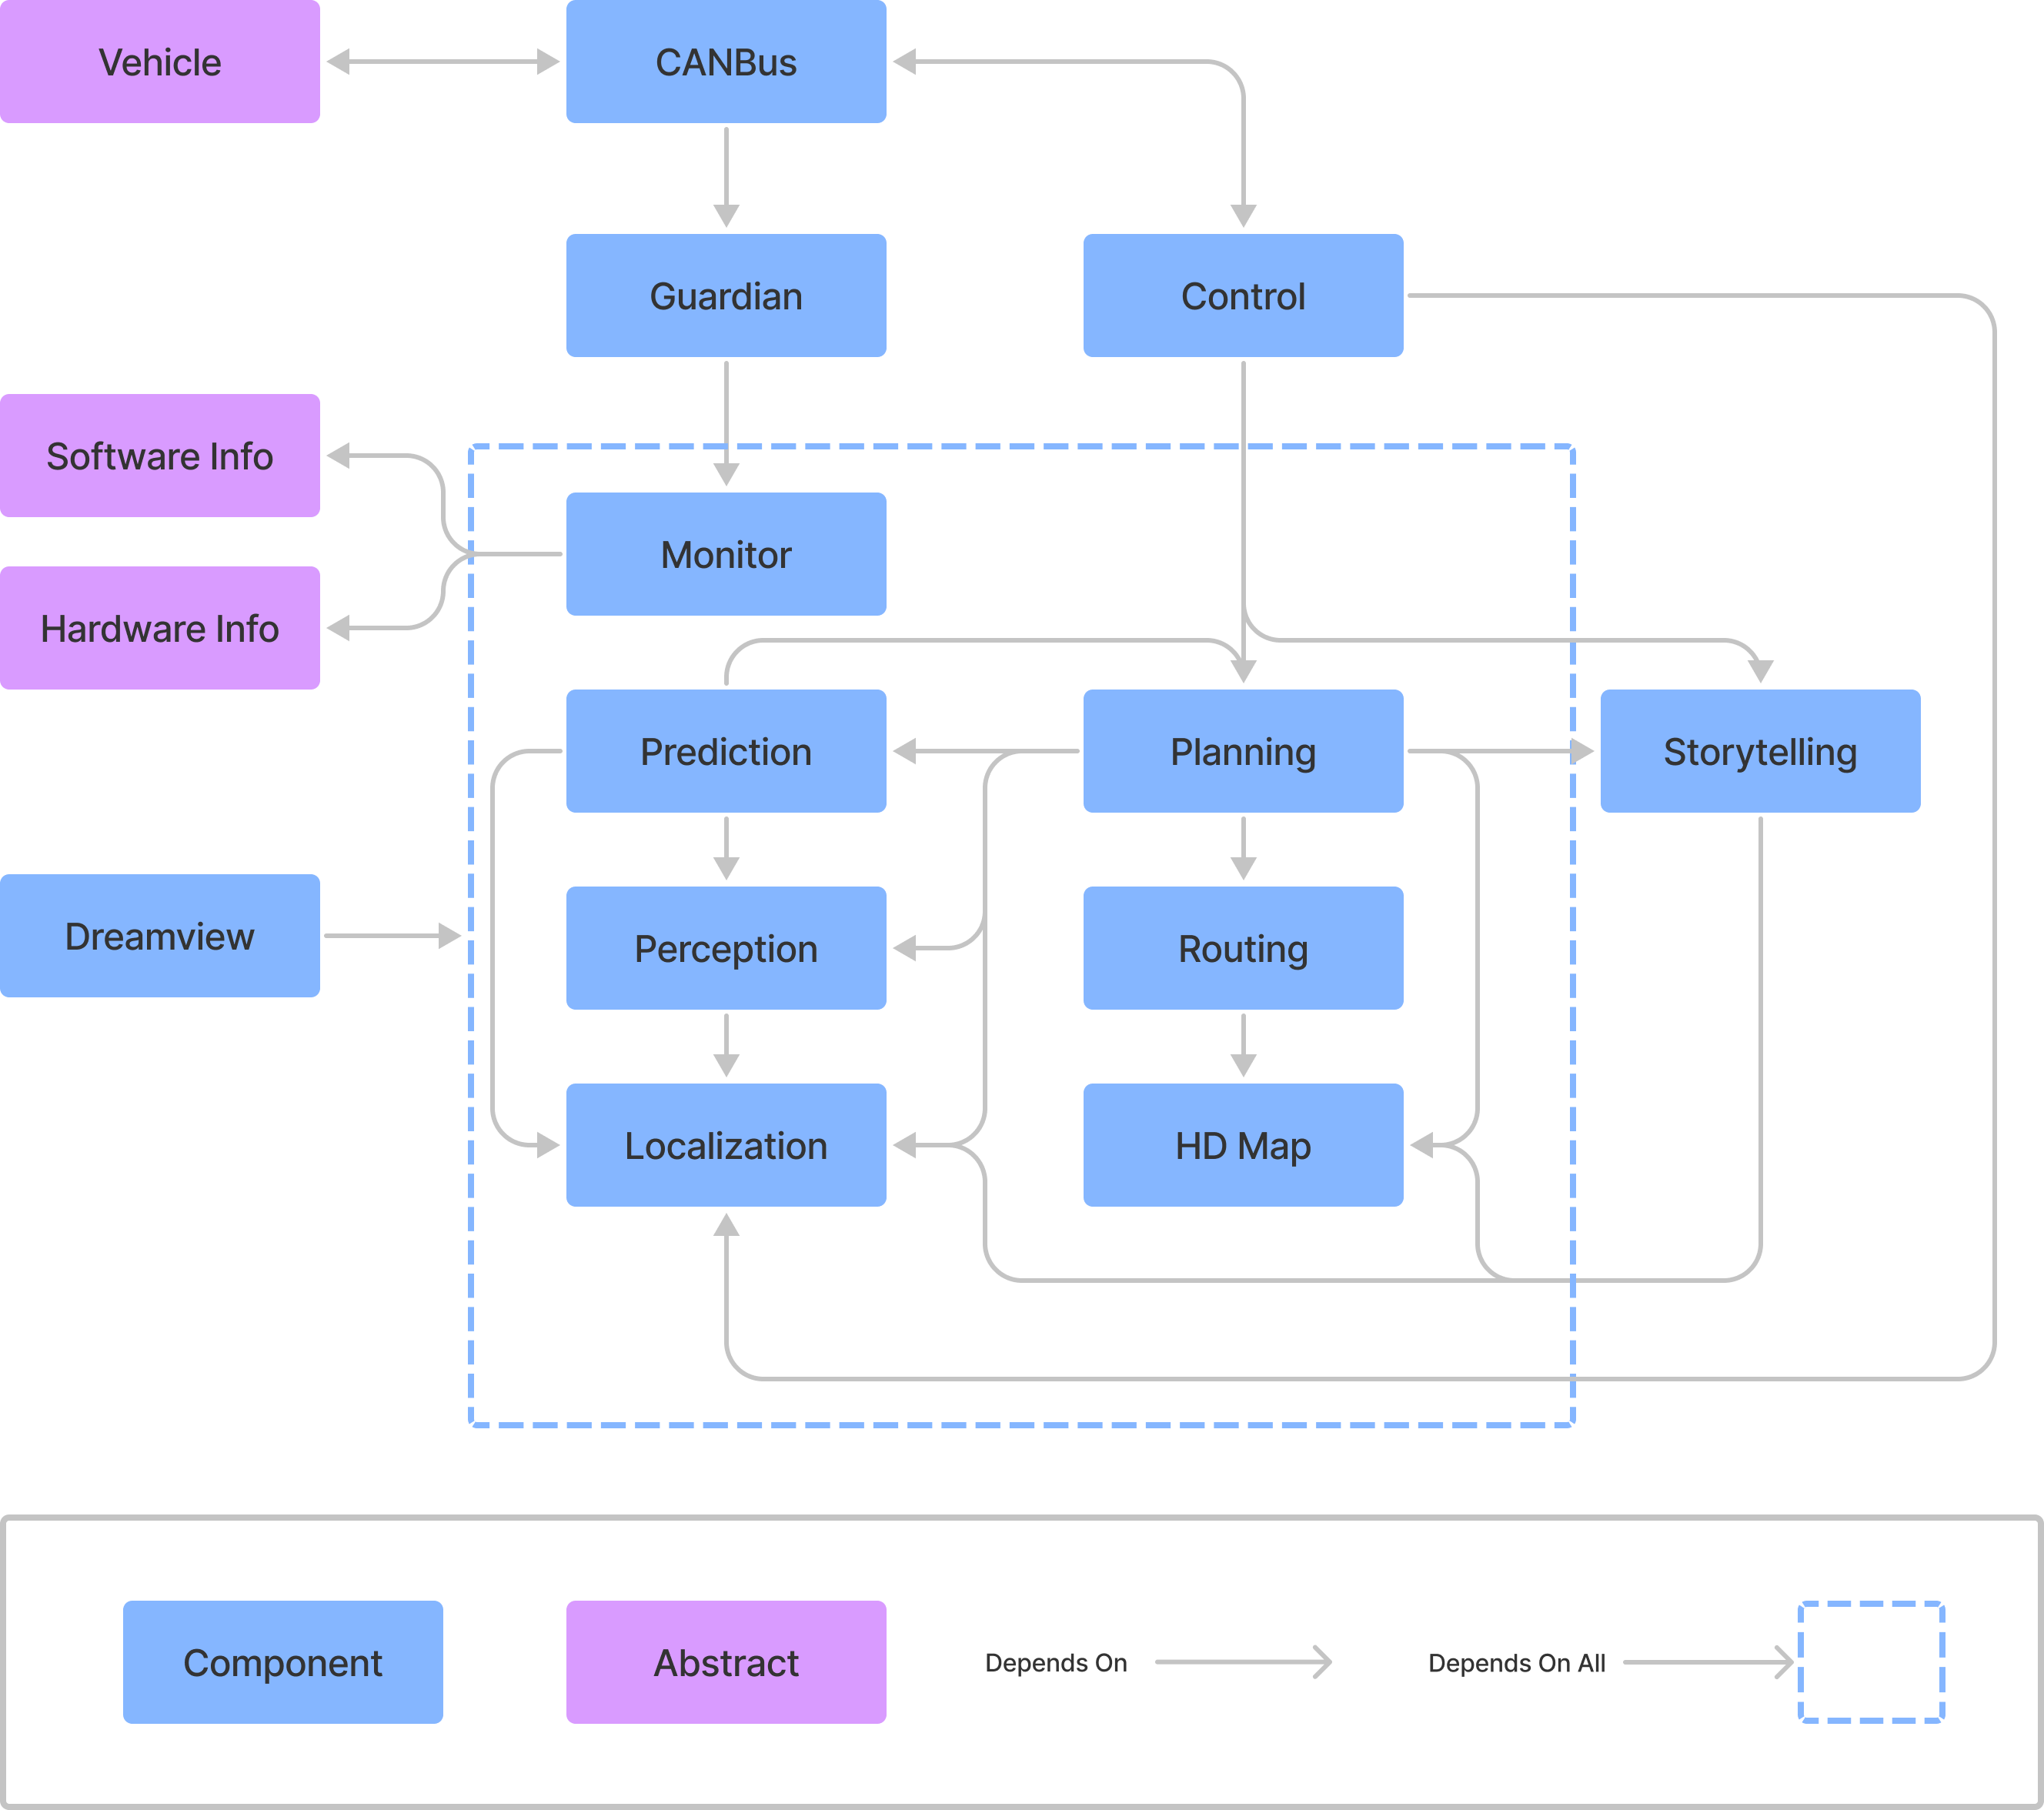 Vehicle
CANBus
Guardian
Control
Software Info
Monitor
Hardware Info
Prediction
Planning
Storytelling
Dreamview
Perception
Routing
Localization
HD Map
Component
Abstract
Depends On
Depends On All